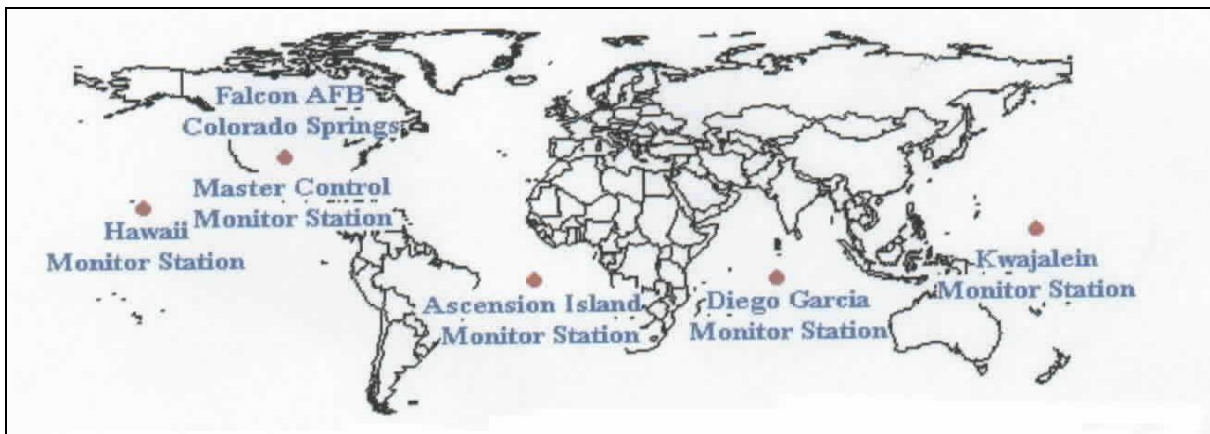 Falcon AFB
Colorado Springs
Master Control
Monitor Station
Hawaii
Monitor Station
Ascension Island
Monitor Station
Diego Garcia
Monitor Station
Kwajalein
Monitor Station